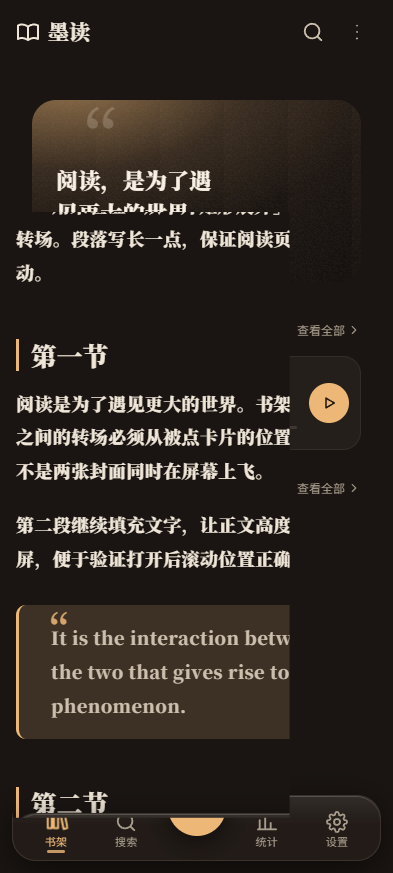 墨读
“
阅读，是为了遇
转场。段落写长一点，保证阅读页
动。
查看全部
第一节
阅读是为了遇见更大的世界。书架
之间的转场必须从被点卡片的位置
不是两张封面同时在屏幕上飞。
查看全部
第二段继续填充文字，让正文高度
屏，便于验证打开后滚动位置正确
“
It is the interaction betw
the two that gives rise to
phenomenon.
第二节
书架
搜索
统计
设置